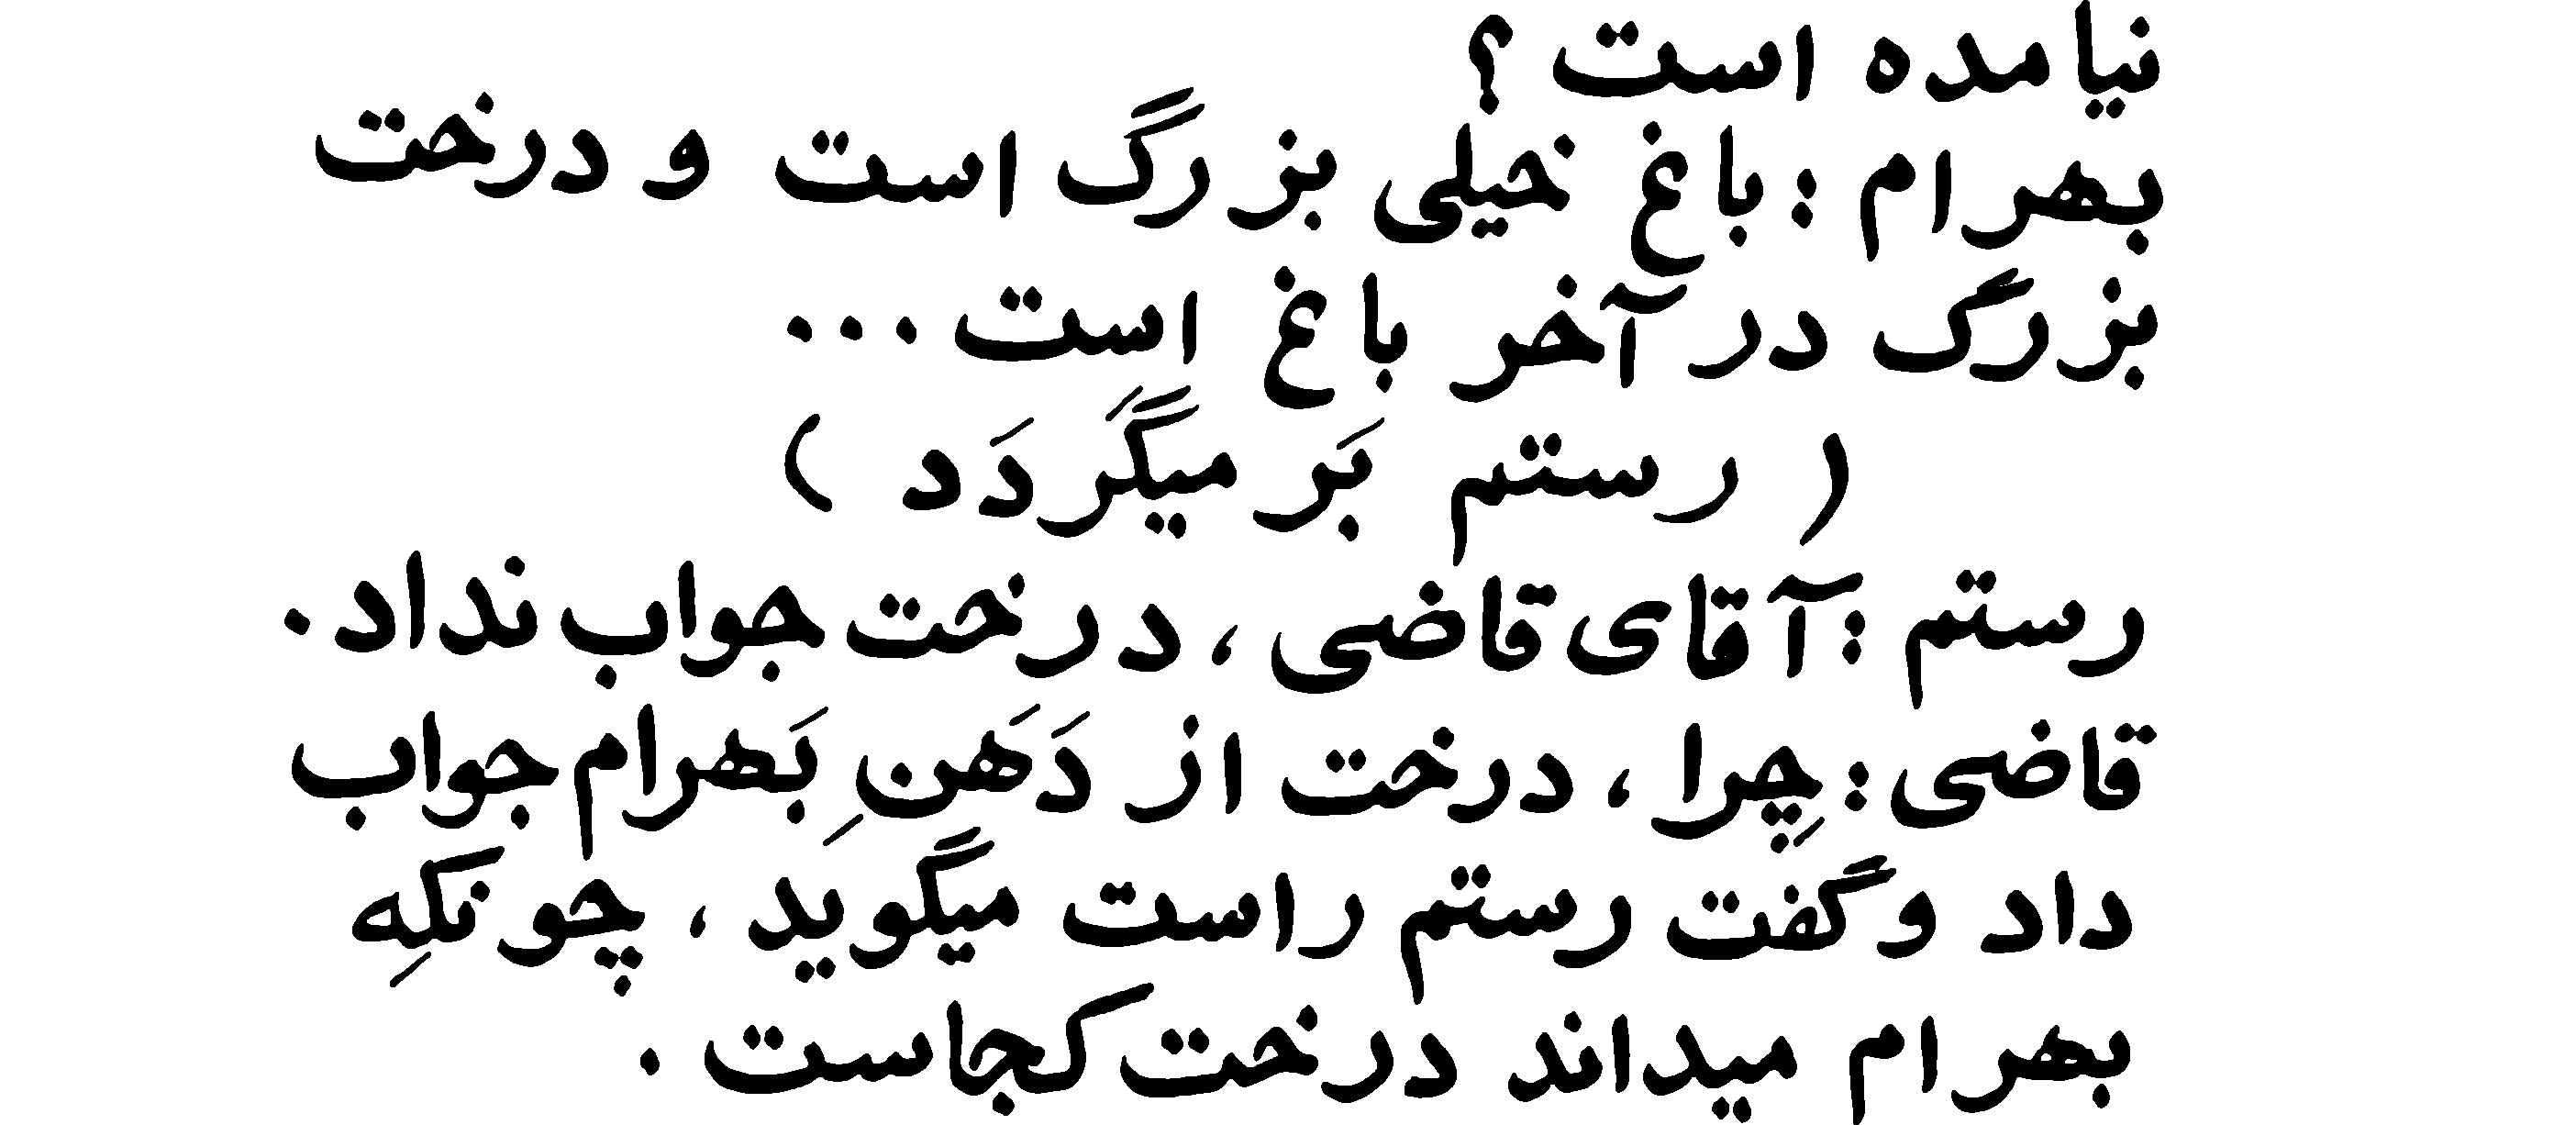 نیامده است ؟
بهرام : باغ خیلی بزرگ است و درخت
بزرگ در آخر باغ است ...
( رستم بَر میگَردَد )
رستم : آقای قاضی ، درخت جواب نداد .
قاضی : چِرا ، درخت از دَهَنِ بَهرام جواب
داد و گفت رستم راست میگوید ، چونکِه
بهرام میداند درخت کجاست .